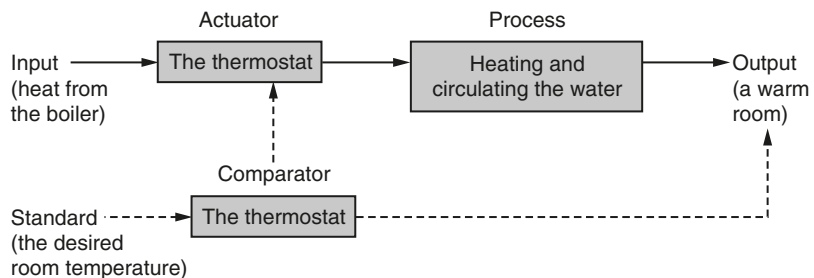 Actuator
Process
Input
(heat from
the boiler)
The thermostat
Heating and
circulating the water
Output
(a warm
room)
Comparator
Standard
(the desired
room temperature)
The thermostat